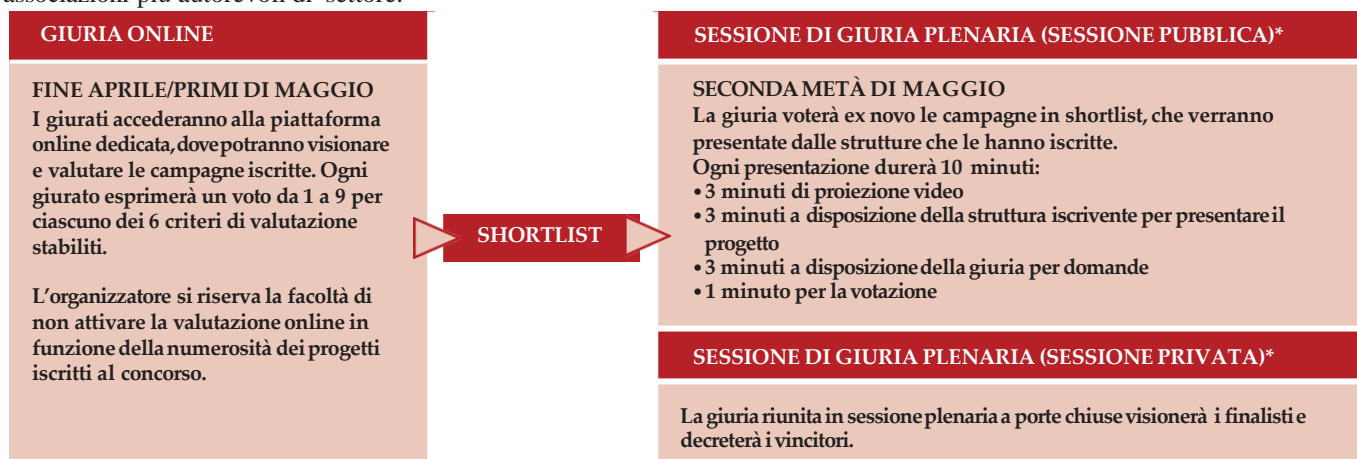 associazioni più autorevoli di settore.
GIURIA ONLINE
FINE APRILE/PRIMI DI MAGGIO
I giurati accederanno alla piattaforma
online dedicata, dove potranno visionare
e valutare le campagne iscritte. Ogni
giurato esprimerà un voto da 1 a 9 per
ciascuno dei 6 criteri di valutazione
stabiliti.
L'organizzatore si riserva la facoltà di
non attivare la valutazione online in
funzione della numerosità dei progetti
iscritti al concorso.
SHORTLIST
SESSIONE DI GIURIA PLENARIA (SESSIONE PUBBLICA)*
SECONDA METÀ DI MAGGIO
La giuria voterà ex novo le campagne in shortlist, che verranno
presentate dalle strutture che le hanno iscritte.
Ogni presentazione durerà 10 minuti:
• 3 minuti di proiezione video
• 3 minuti a disposizione della struttura iscrivente per presentare il
progetto
• 3 minuti a disposizione della giuria per domande
• 1 minuto per la votazione
SESSIONE DI GIURIA PLENARIA (SESSIONE PRIVATA)*
La giuria riunita in sessione plenaria a porte chiuse visionerà i finalisti e
decreterà i vincitori.